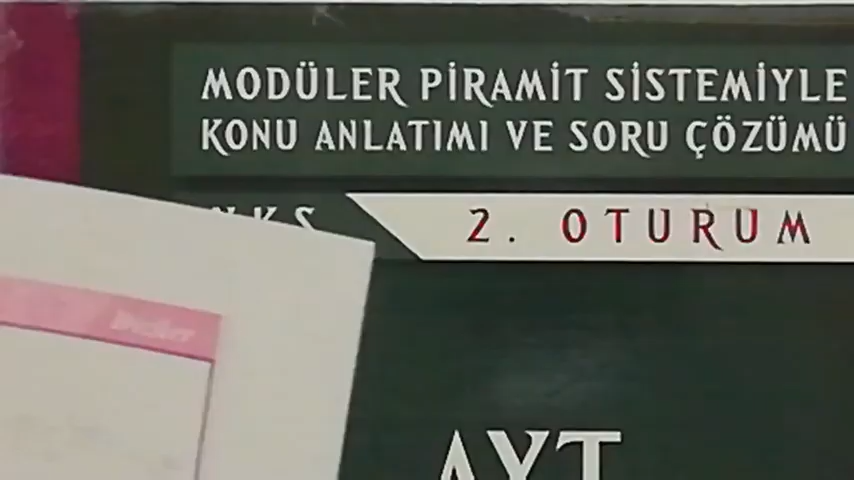 MODÜLER PİRAMİT SİSTEMİYLE
KONU ANLATIMI VE SORU ÇÖZÜMÜ
2. OTURUM
AYT